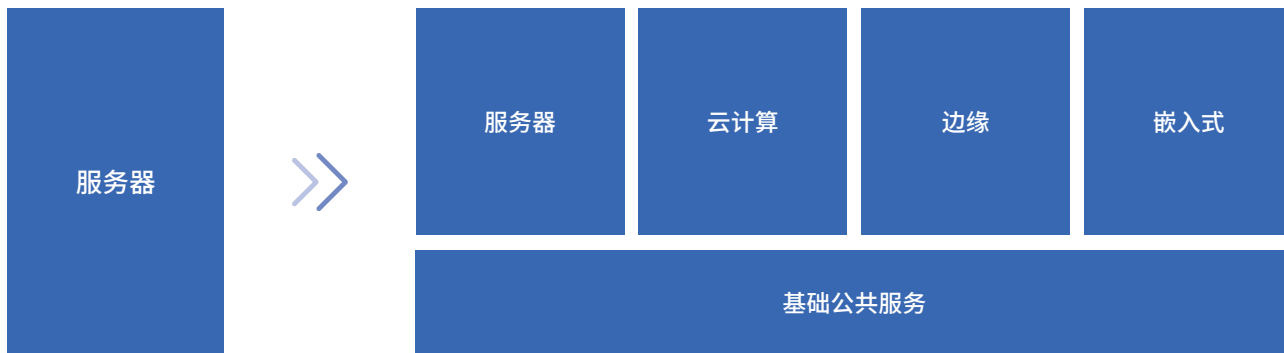 服务器
服务器
云计算
边缘
嵌入式
基础公共服务